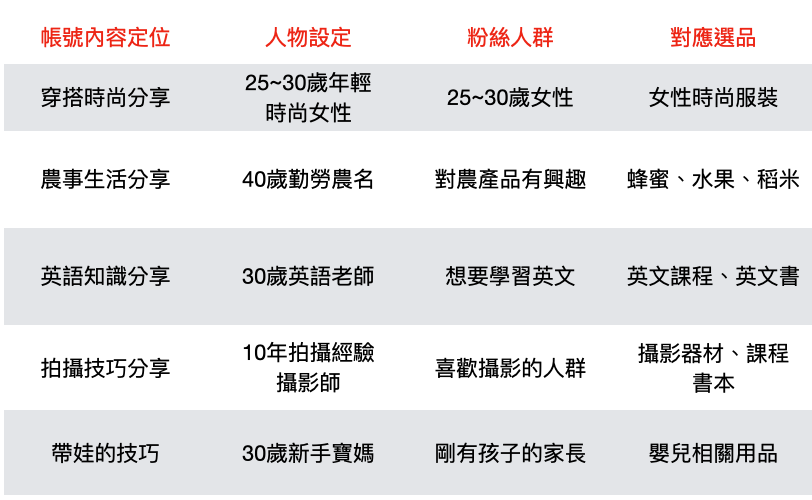 帳號內容定位 人物設定 粉絲人群 對應選品
穿搭時尚分享 25~30歲年輕 時尚女性 25~30歲女性 女性時尚服裝
農事生活分享 40歲勤勞農名 對農產品有興趣 蜂蜜、水果、稻米
英語知識分享 30歲英語老師 想要學習英文 英文課程、英文書
拍攝技巧分享 10年拍攝經驗 攝影師 喜歡攝影的人群 攝影器材、課程 書本
帶娃的技巧 30歲新手寶媽 剛有孩子的家長 嬰兒相關用品